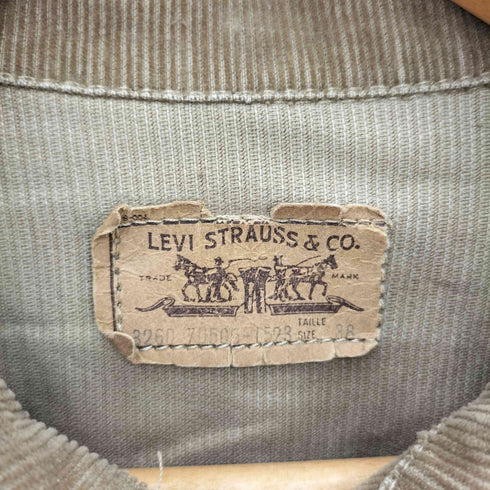 LEVI STRAUSS & CO.
TRADE MARK
TAILLE
SIZE 38